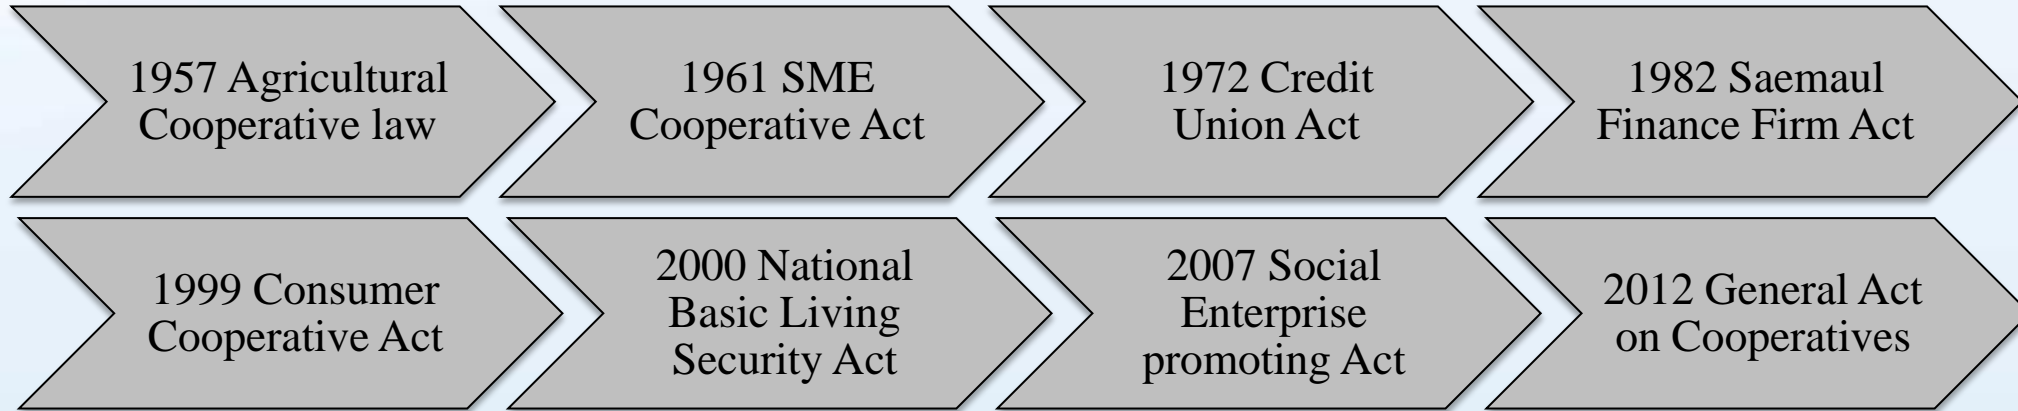 1957 Agricultural
Cooperative law
1961 SME
Cooperative Act
1972 Credit
Union Act
1982 Saemaul
Finance Firm Act
1999 Consumer
Cooperative Act
2000 National
Basic Living
Security Act
2007 Social
Enterprise
promoting Act
2012 General Act
on Cooperatives